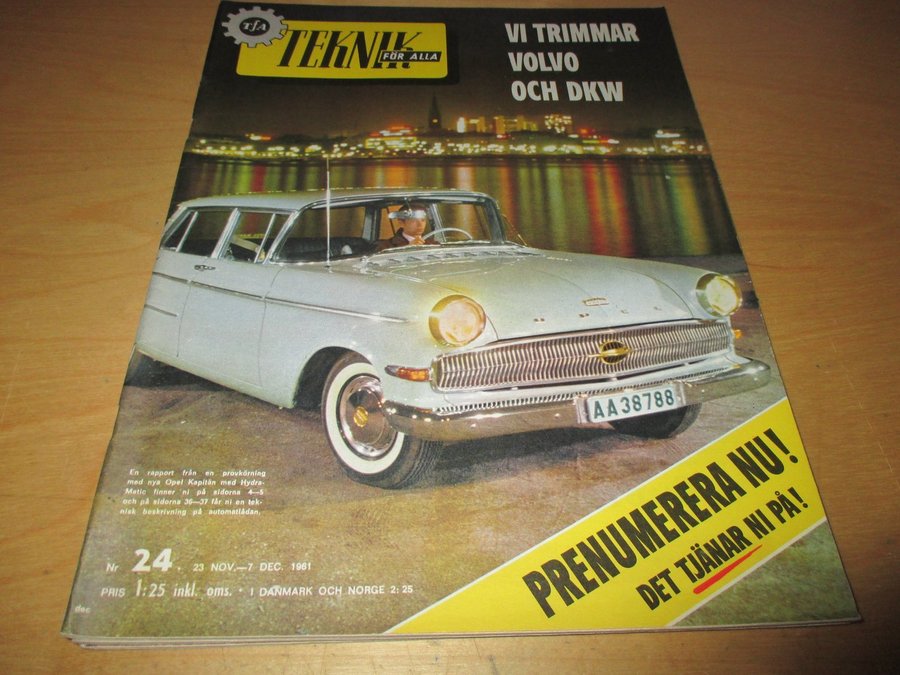 TfA
TEKNIK
FÖR ALLA
VI TRIMMAR
VOLVO
OCH DKW
OPEL
AA38788
En rapport från en provkörning
med nya Opel Kapitän med Hydra-
Matic finner ni på sidorna 4—5
och på sidorna 36—37 får ni en tek-
nisk beskrivning på automatlådan.
PRENUMERERA NU!
DET TJÄNAR NI PÅ!
Nr 24. 23 NOV.—7 DEC. 1961
PRIS 1:25 inkl. oms. • I DANMARK OCH NORGE 2:25
dec